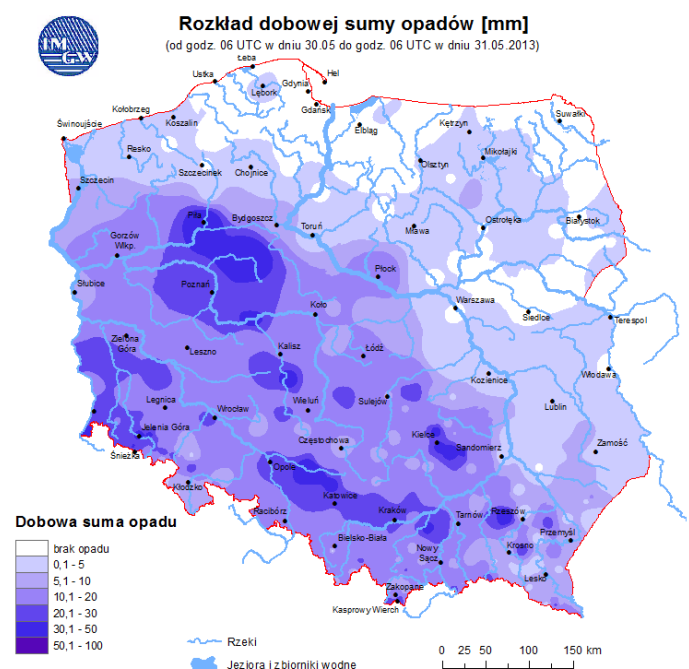 Rozkład dobowej sumy opadów [mm]
(od godz. 06 UTC w dniu 30.05 do godz. 06 UTC w dniu 31.05.2013)
IM
GW
Łeba
Hel
Ustka
Gdynia
Lębork
Gdańsk
Kołobrzeg
Koszalin
Elbląg
Kętrzyn
Suwałki
Świnoujście
Resko
Mikołajki
Olsztyn
Szczecinek
Chojnice
Szczecin
Piła
Bydgoszcz
Toruń
Mława
Ostrołęka
Białystok
Gorzów
Wlkp.
Płock
Słubice
Poznań
Koło
Warszawa
Siedlce
Terespol
Zielona
Góra
Leszno
Kalisz
Łódź
Kozienice
Włodawa
Legnica
Wrocław
Wieluń
Sulejów
Lublin
Jelenia Góra
Kielce
Śnieżka
Częstochowa
Sandomierz
Zamość
Opole
Kłodzko
Katowice
Racibórz
Kraków
Tarnów
Rzeszów
Przemyśl
Bielsko-Biała
Nowy
Sącz
Krosno
Lesko
Zakopane
Kasprowy Wierch
Dobowa suma opadu
brak opadu
0,1 - 5
5,1 - 10
10,1 - 20
20,1 - 30
30,1 - 50
50,1 - 100
Rzeki
Jeziora i zbiorniki wodne
0 25 50 100 150 km